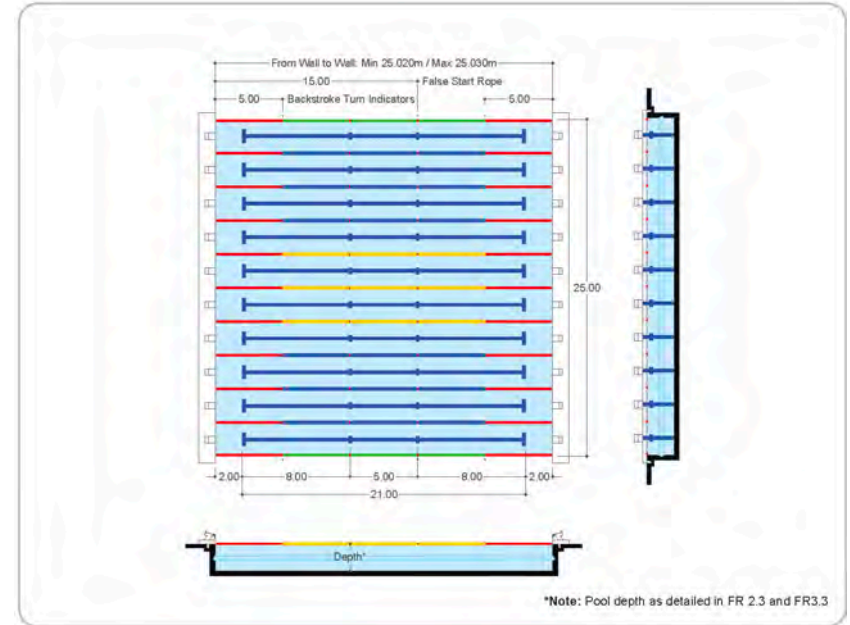 From Wall to Wall: Min 25.020m / Max 25.030m
15.00 False Start Rope
5.00 Backstroke Turn Indicators 5.00
25.00
2.00 8.00 5.00 8.00 2.00
21.00
Depth*
*Note: Pool depth as detailed in FR 2.3 and FR3.3